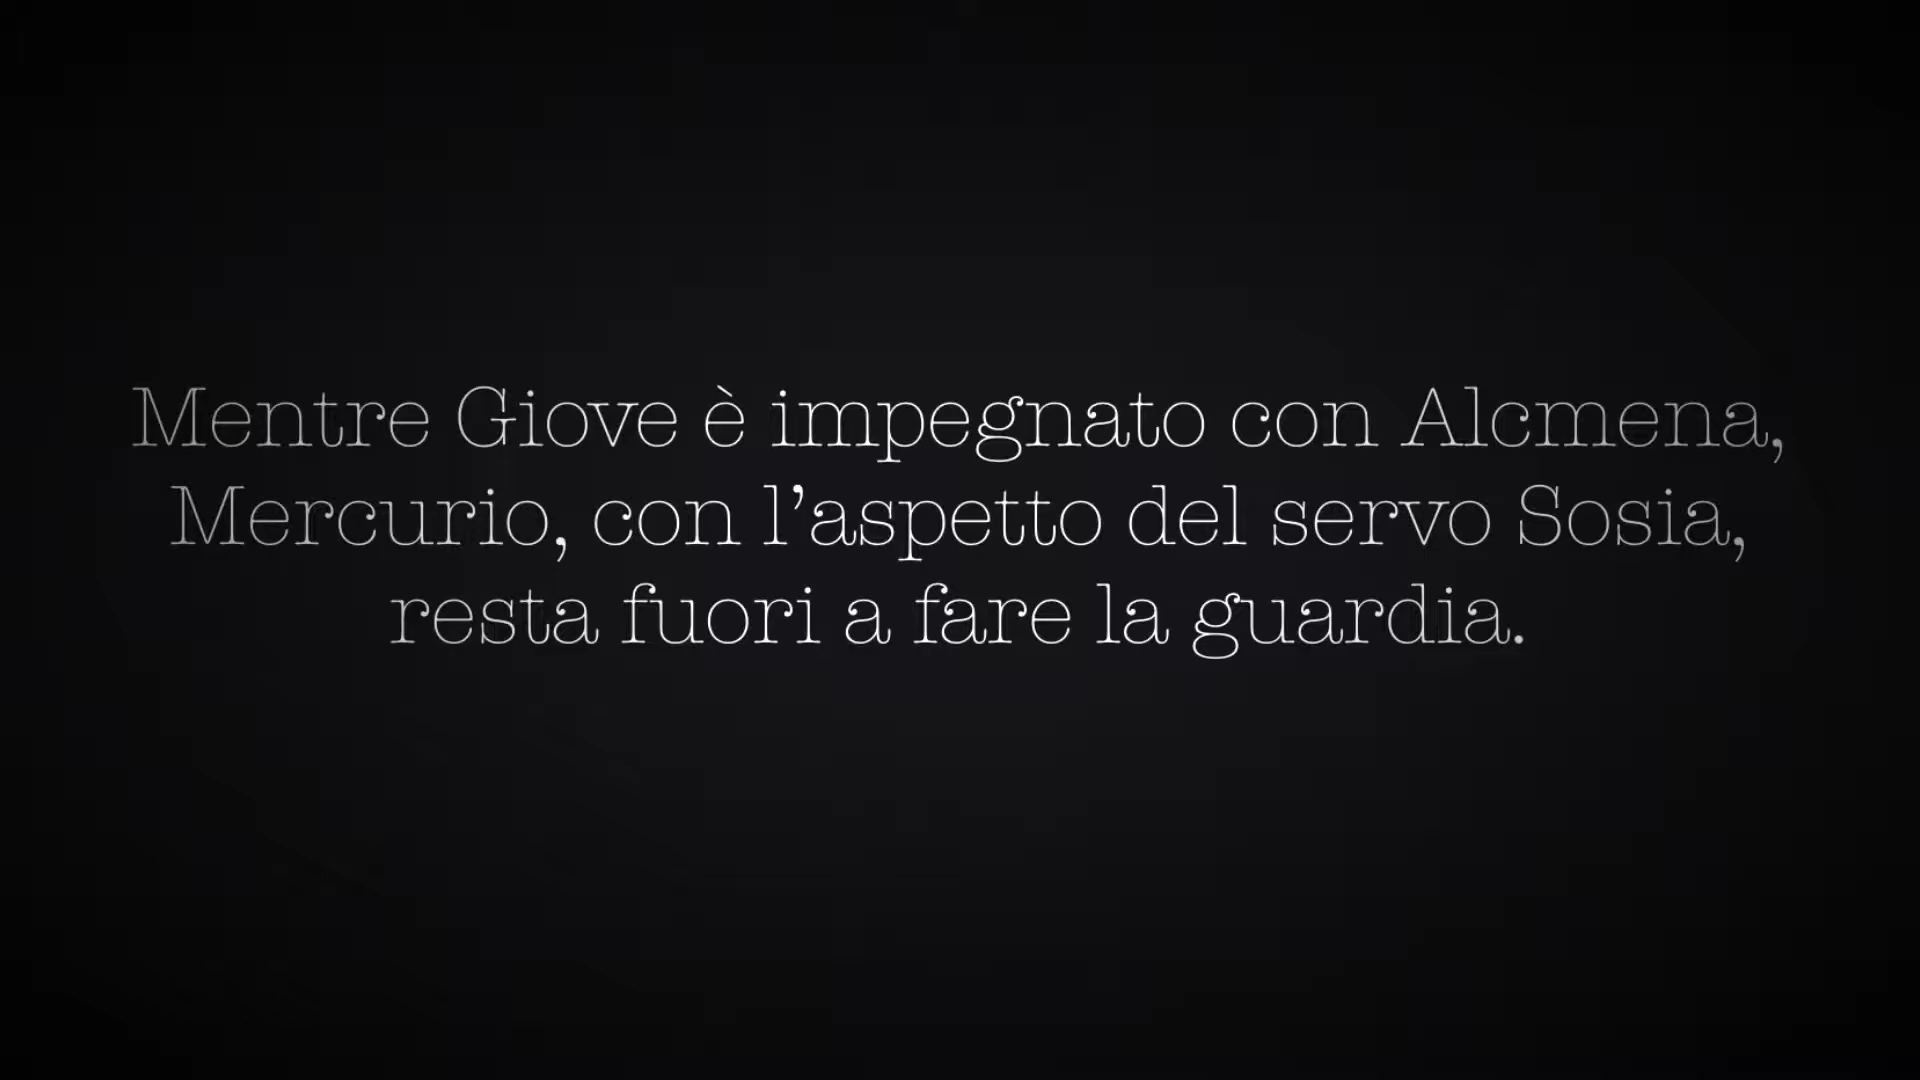 Mentre Giove è impegnato con Alcmena,
Mercurio, con l’aspetto del servo Sosia,
resta fuori a fare la guardia.